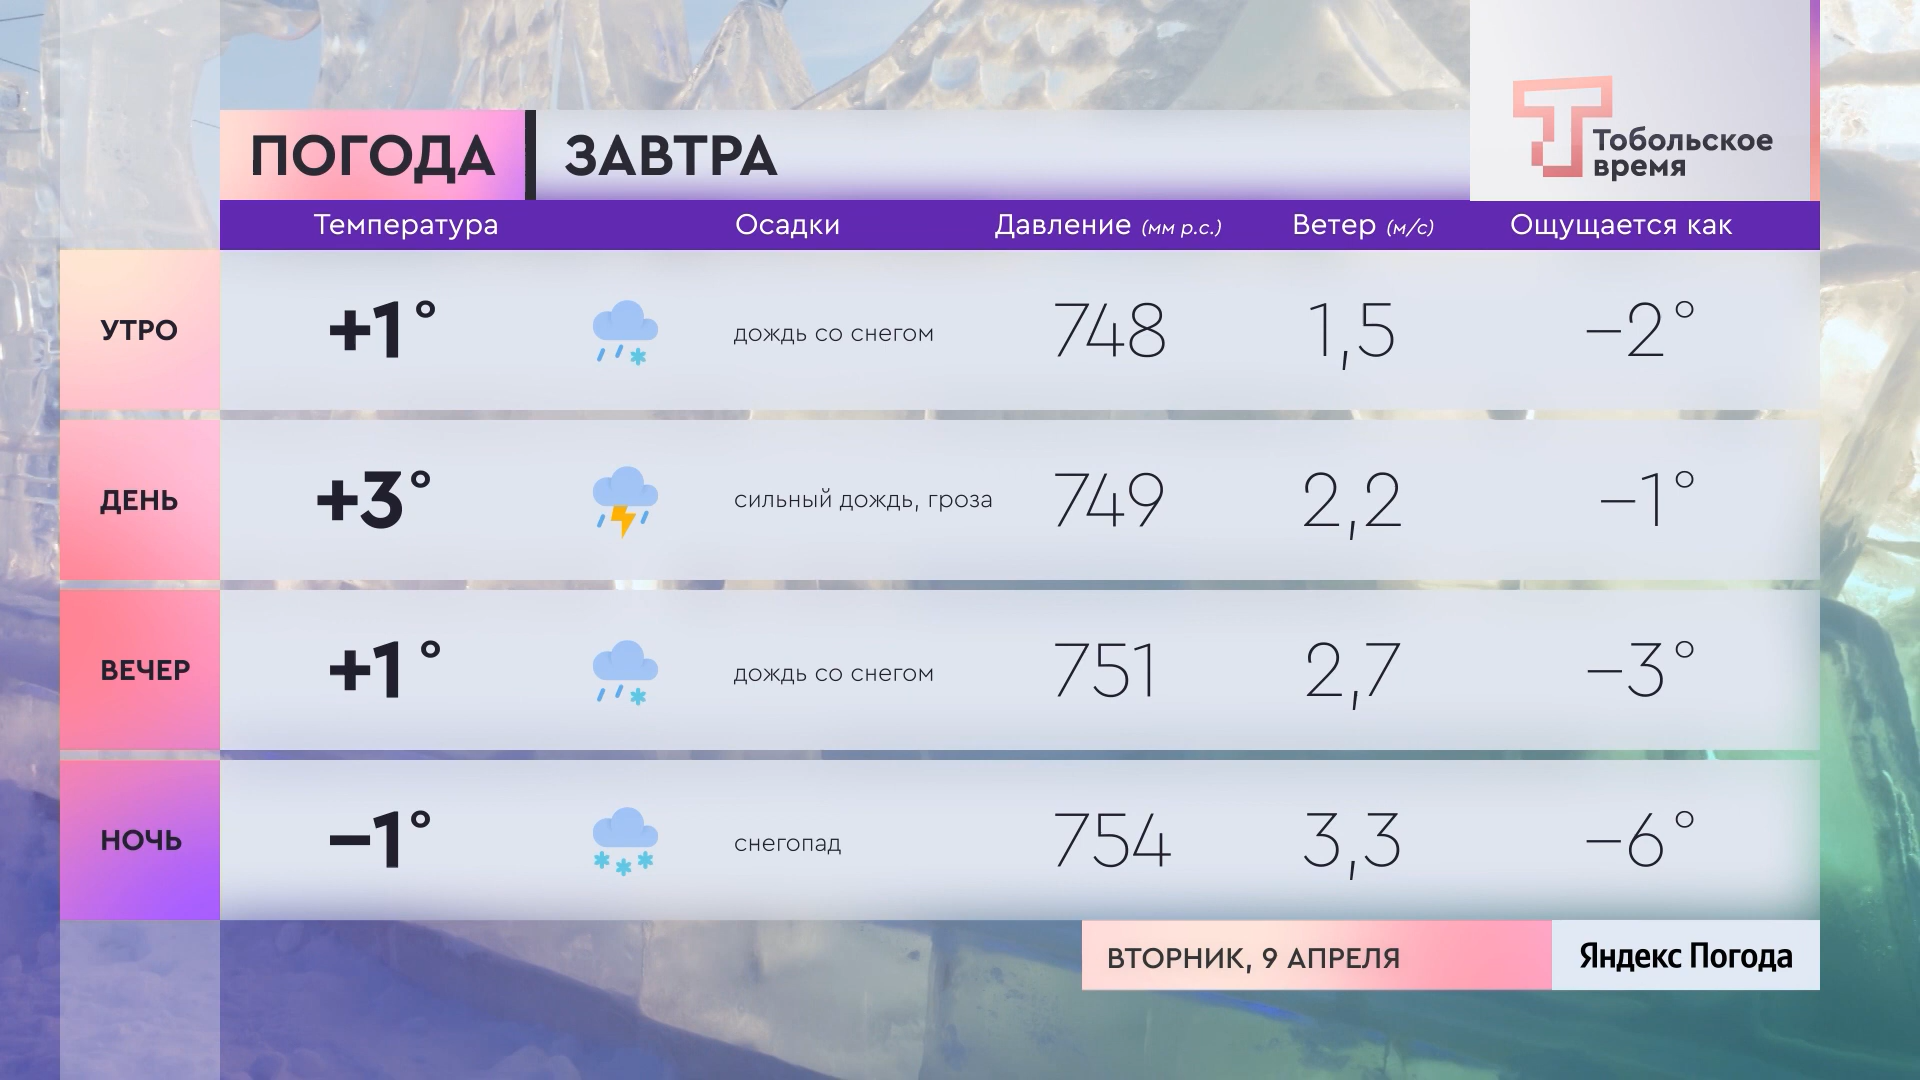 Тобольское
время
ПОГОДА ЗАВТРА
Температура Осадки Давление (мм р.с.) Ветер (м/с) Ощущается как
УТРО +1° дождь со снегом 748 1,5 −2°
ДЕНЬ +3° сильный дождь, гроза 749 2,2 −1°
ВЕЧЕР +1° дождь со снегом 751 2,7 −3°
НОЧЬ −1° снегопад 754 3,3 −6°
ВТОРНИК, 9 АПРЕЛЯ Яндекс Погода